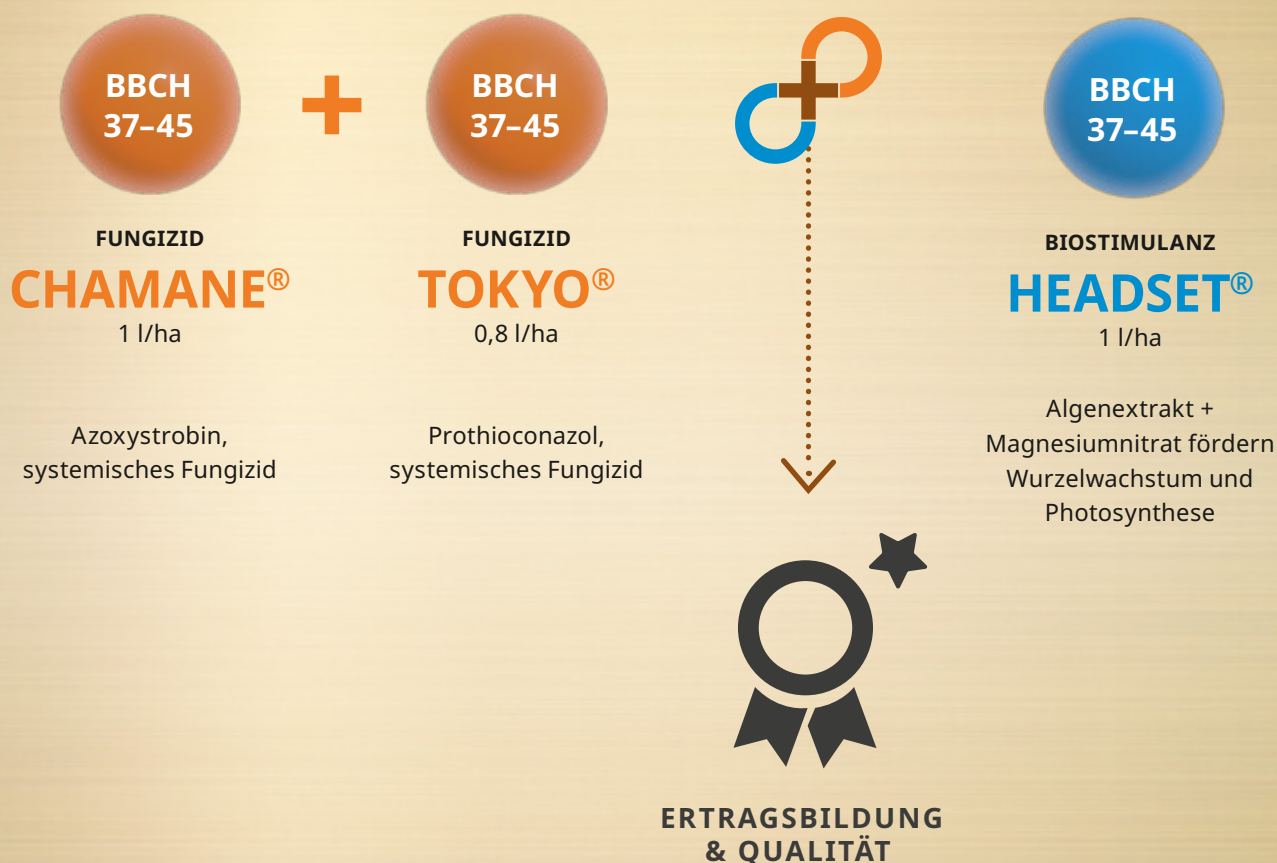 BBCH
37–45
FUNGIZID
CHAMANE®
1 l/ha
Azoxystrobin,
systemisches Fungizid
+
BBCH
37–45
FUNGIZID
TOKYO®
0,8 l/ha
Prothioconazol,
systemisches Fungizid
BBCH
37–45
BIOSTIMULANZ
HEADSET®
1 l/ha
Algenextrakt +
Magnesiumnitrat fördern
Wurzelwachstum und
Photosynthese
ERTRAGSBILDUNG
& QUALITÄT